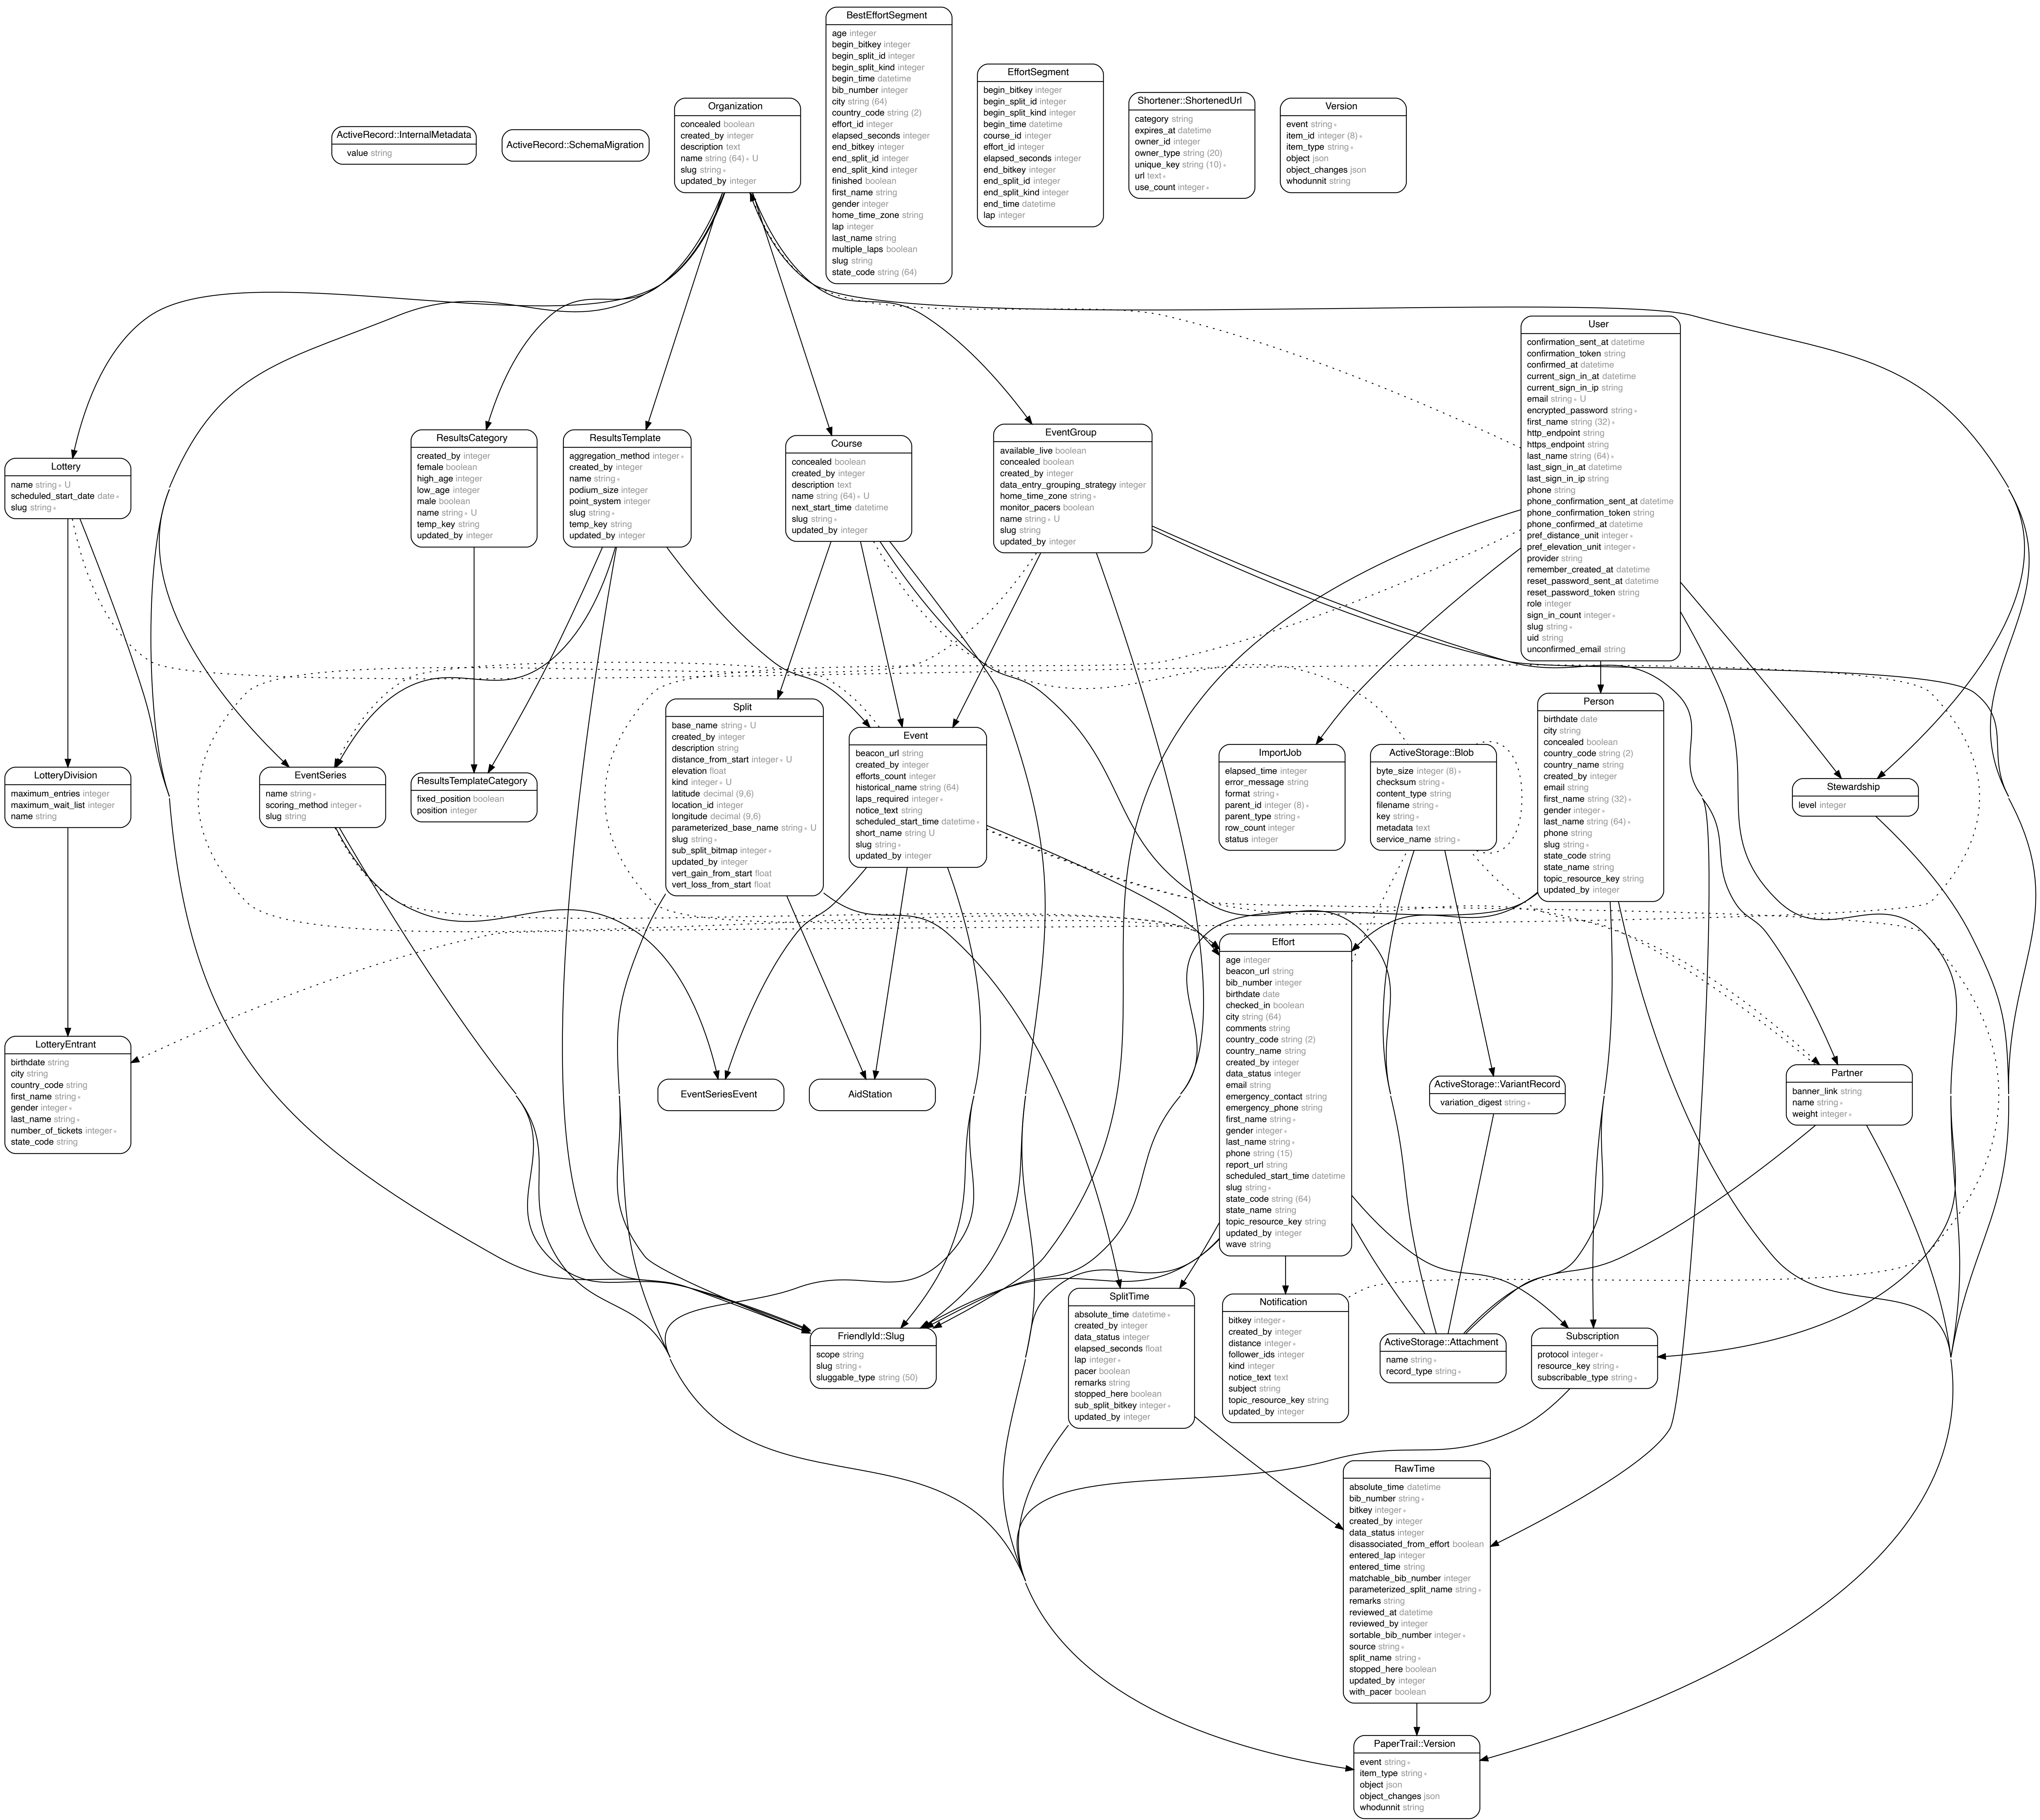 BestEffortSegment
age integer
begin_bitkey integer
begin_split_id integer
begin_split_kind integer
begin_time datetime
bib_number integer
city string (64)
country_code string (2)
effort_id integer
elapsed_seconds integer
end_bitkey integer
end_split_id integer
end_split_kind integer
finished boolean
first_name string
gender integer
home_time_zone string
lap integer
last_name string
multiple_laps boolean
slug string
state_code string (64)
EffortSegment
begin_bitkey integer
begin_split_id integer
begin_split_kind integer
begin_time datetime
course_id integer
effort_id integer
elapsed_seconds integer
end_bitkey integer
end_split_id integer
end_split_kind integer
end_time datetime
lap integer
Shortener::ShortenedUrl
category string
expires_at datetime
owner_id integer
owner_type string (20)
unique_key string (10) ∗
url text ∗
use_count integer ∗
Version
event string ∗
item_id integer (8) ∗
item_type string ∗
object json
object_changes json
whodunnit string
Organization
concealed boolean
created_by integer
description text
name string (64) ∗ U
slug string ∗
updated_by integer
ActiveRecord::InternalMetadata
value string
ActiveRecord::SchemaMigration
User
confirmation_sent_at datetime
confirmation_token string
confirmed_at datetime
current_sign_in_at datetime
current_sign_in_ip string
email string ∗ U
encrypted_password string ∗
first_name string (32) ∗
http_endpoint string
https_endpoint string
last_name string (64) ∗
last_sign_in_at datetime
last_sign_in_ip string
phone string
phone_confirmation_sent_at datetime
phone_confirmation_token string
phone_confirmed_at datetime
pref_distance_unit integer ∗
pref_elevation_unit integer ∗
provider string
remember_created_at datetime
reset_password_sent_at datetime
reset_password_token string
role integer
sign_in_count integer ∗
slug string ∗
uid string
unconfirmed_email string
Lottery
name string ∗ U
scheduled_start_date date ∗
slug string ∗
ResultsCategory
created_by integer
female boolean
high_age integer
low_age integer
male boolean
name string ∗ U
temp_key string
updated_by integer
ResultsTemplate
aggregation_method integer ∗
created_by integer
name string ∗
podium_size integer
point_system integer
slug string ∗
temp_key string
updated_by integer
Course
concealed boolean
created_by integer
description text
name string (64) ∗ U
next_start_time datetime
slug string ∗
updated_by integer
EventGroup
available_live boolean
concealed boolean
created_by integer
data_entry_grouping_strategy integer
home_time_zone string ∗
monitor_pacers boolean
name string ∗ U
slug string
updated_by integer
LotteryDivision
maximum_entries integer
maximum_wait_list integer
name string
EventSeries
name string ∗
scoring_method integer ∗
slug string
ResultsTemplateCategory
fixed_position boolean
position integer
Split
base_name string ∗ U
created_by integer
description string
distance_from_start integer ∗ U
elevation float
kind integer ∗ U
latitude decimal (9,6)
location_id integer
longitude decimal (9,6)
parameterized_base_name string ∗ U
slug string ∗
sub_split_bitmap integer ∗
updated_by integer
vert_gain_from_start float
vert_loss_from_start float
Event
beacon_url string
created_by integer
efforts_count integer
historical_name string (64)
laps_required integer ∗
notice_text string
scheduled_start_time datetime ∗
short_name string U
slug string ∗
updated_by integer
ImportJob
elapsed_time integer
error_message string
format string ∗
parent_id integer (8) ∗
parent_type string ∗
row_count integer
status integer
ActiveStorage::Blob
byte_size integer (8) ∗
checksum string ∗
content_type string
filename string ∗
key string ∗
metadata text
service_name string ∗
Person
birthdate date
city string
concealed boolean
country_code string (2)
country_name string
created_by integer
email string
first_name string (32) ∗
gender integer ∗
last_name string (64) ∗
phone string
slug string ∗
state_code string
state_name string
topic_resource_key string
updated_by integer
Stewardship
level integer
LotteryEntrant
birthdate string
city string
country_code string
first_name string ∗
gender integer ∗
last_name string ∗
number_of_tickets integer ∗
state_code string
EventSeriesEvent
AidStation
Effort
age integer
beacon_url string
bib_number integer
birthdate date
checked_in boolean
city string (64)
comments string
country_code string (2)
country_name string
created_by integer
data_status integer
email string
emergency_contact string
emergency_phone string
first_name string ∗
gender integer ∗
last_name string ∗
phone string (15)
report_url string
scheduled_start_time datetime
slug string ∗
state_code string (64)
state_name string
topic_resource_key string
updated_by integer
wave string
ActiveStorage::VariantRecord
variation_digest string ∗
Partner
banner_link string
name string ∗
weight integer ∗
FriendlyId::Slug
scope string
slug string ∗
sluggable_type string (50)
SplitTime
absolute_time datetime ∗
created_by integer
data_status integer
elapsed_seconds float
lap integer ∗
pacer boolean
remarks string
stopped_here boolean
sub_split_bitkey integer ∗
updated_by integer
Notification
bitkey integer ∗
created_by integer
distance integer ∗
follower_ids integer
kind integer
notice_text text
subject string
topic_resource_key string
updated_by integer
ActiveStorage::Attachment
name string ∗
record_type string ∗
Subscription
protocol integer ∗
resource_key string ∗
subscribable_type string ∗
RawTime
absolute_time datetime
bib_number string ∗
bitkey integer ∗
created_by integer
data_status integer
disassociated_from_effort boolean
entered_lap integer
entered_time string
matchable_bib_number integer
parameterized_split_name string ∗
remarks string
reviewed_at datetime
reviewed_by integer
sortable_bib_number integer ∗
source string ∗
split_name string ∗
stopped_here boolean
updated_by integer
with_pacer boolean
PaperTrail::Version
event string ∗
item_type string ∗
object json
object_changes json
whodunnit string